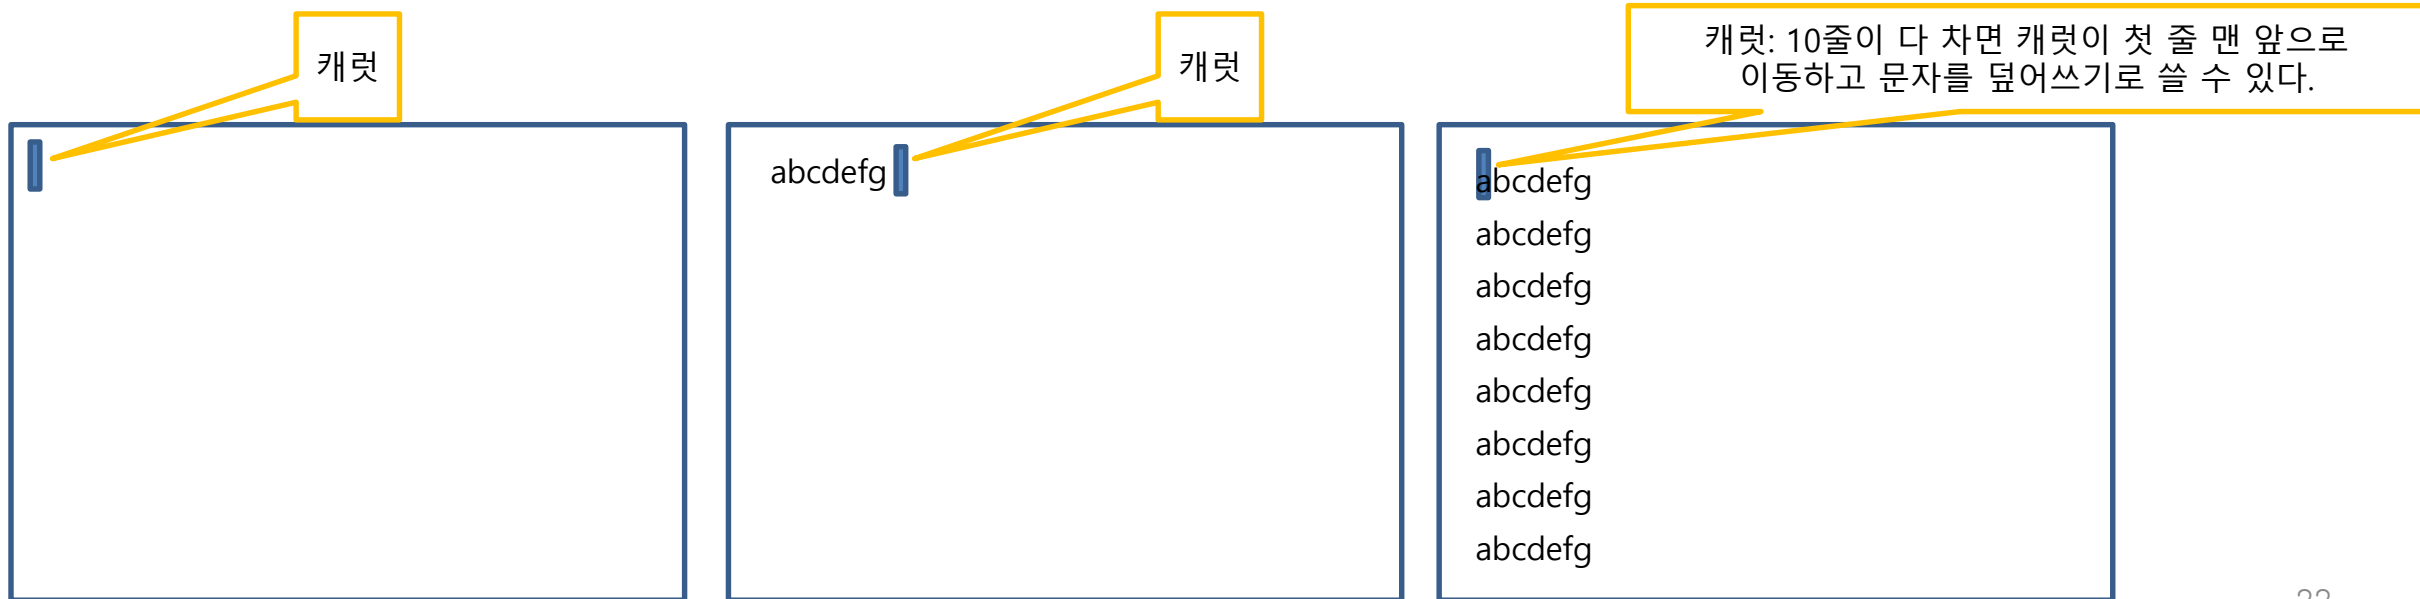 캐럿
캐럿
캐럿: 10줄이 다 차면 캐럿이 첫 줄 맨 앞으로
이동하고 문자를 덮어쓰기로 쓸 수 있다.
abcdefg
abcdefg
abcdefg
abcdefg
abcdefg
abcdefg
abcdefg
abcdefg
abcdefg